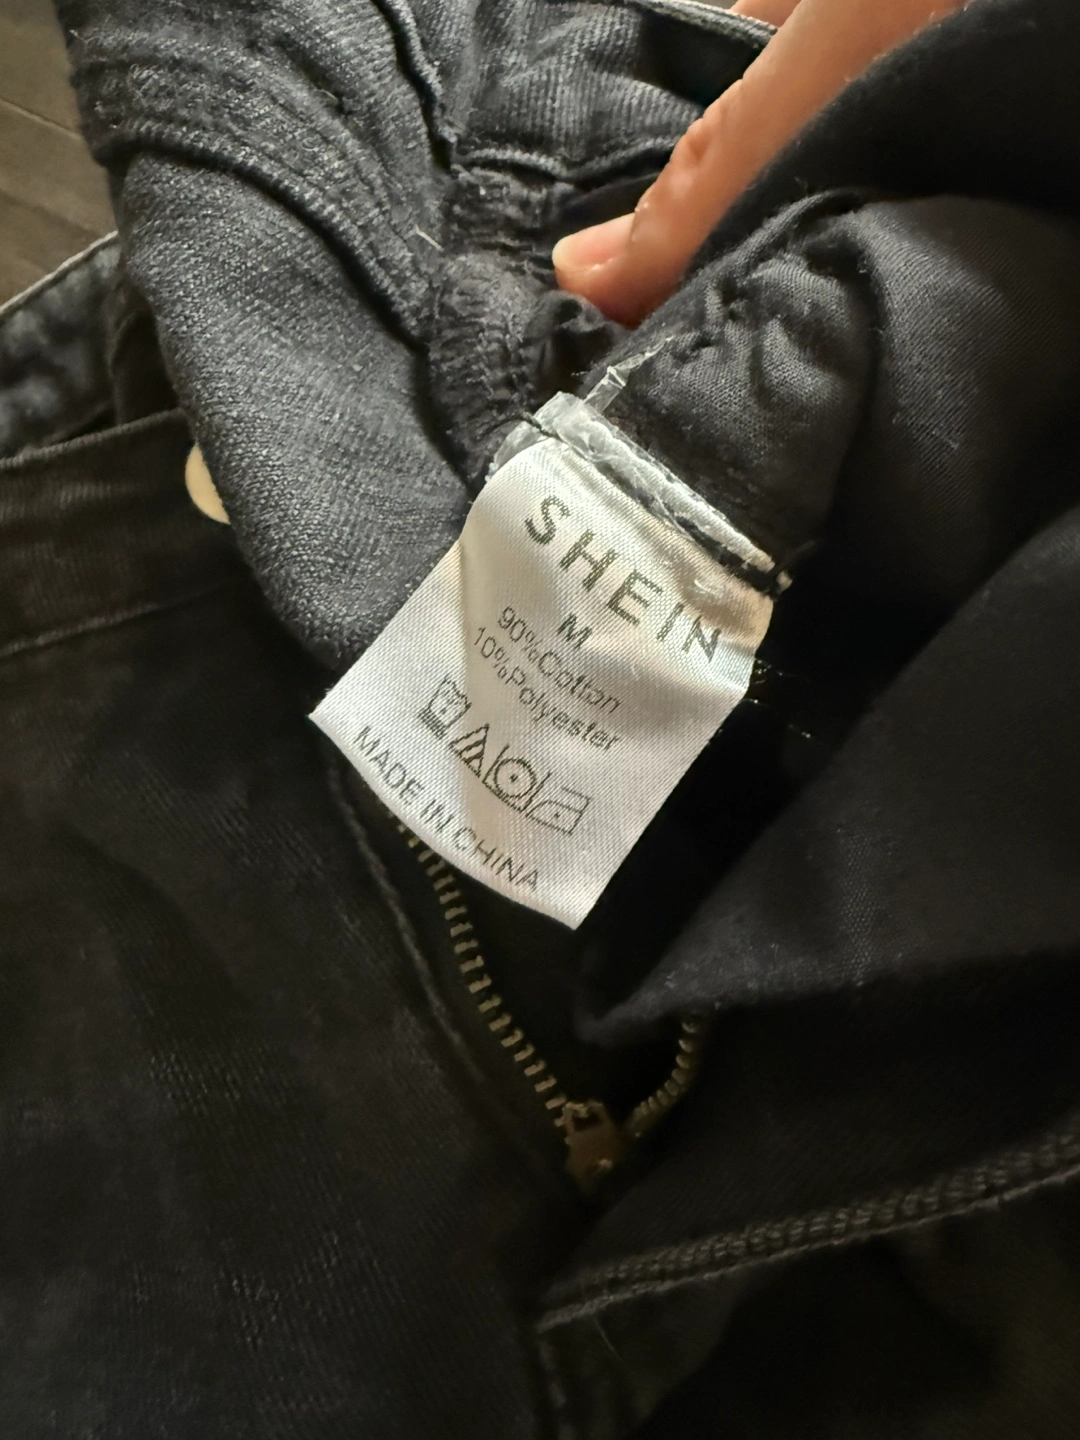 SHEIN
M
90%Cotton
10%Polyester
MADE IN CHINA